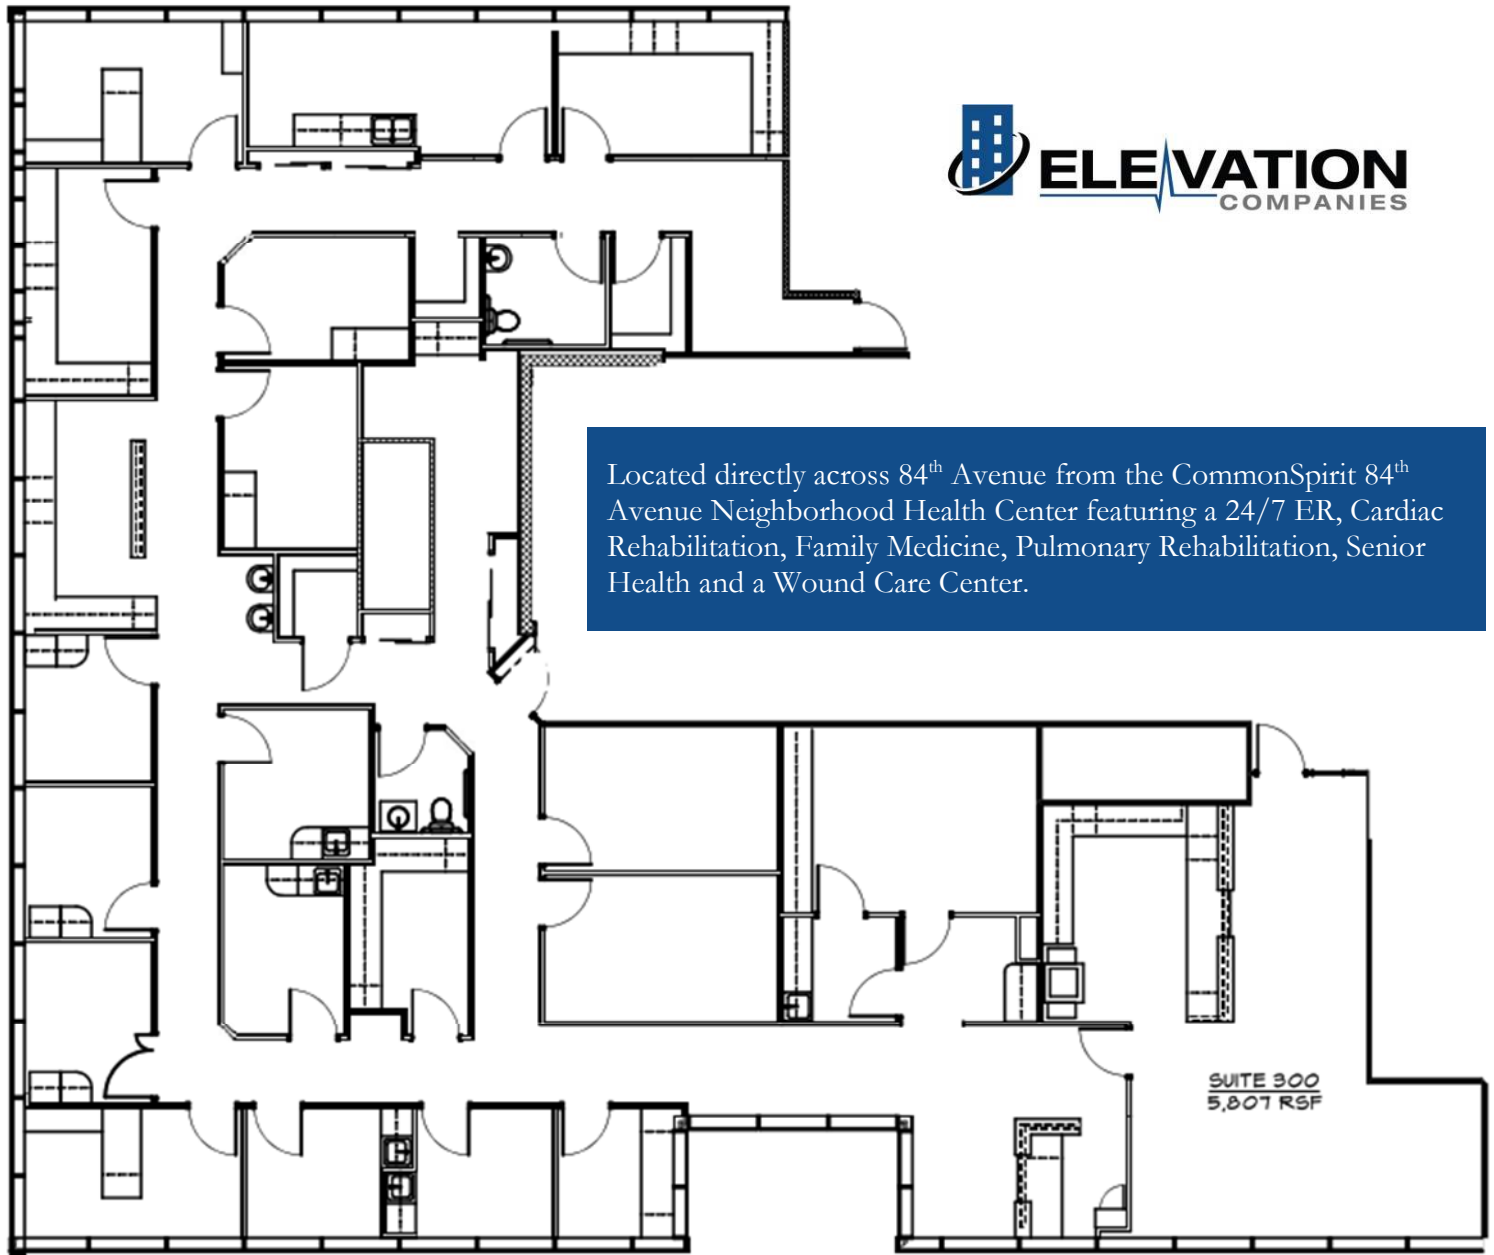 ELEVATION
COMPANIES
Located directly across 84th Avenue from the CommonSpirit 84th
Avenue Neighborhood Health Center featuring a 24/7 ER, Cardiac
Rehabilitation, Family Medicine, Pulmonary Rehabilitation, Senior
Health and a Wound Care Center.
SUITE 300
5,807 RSF